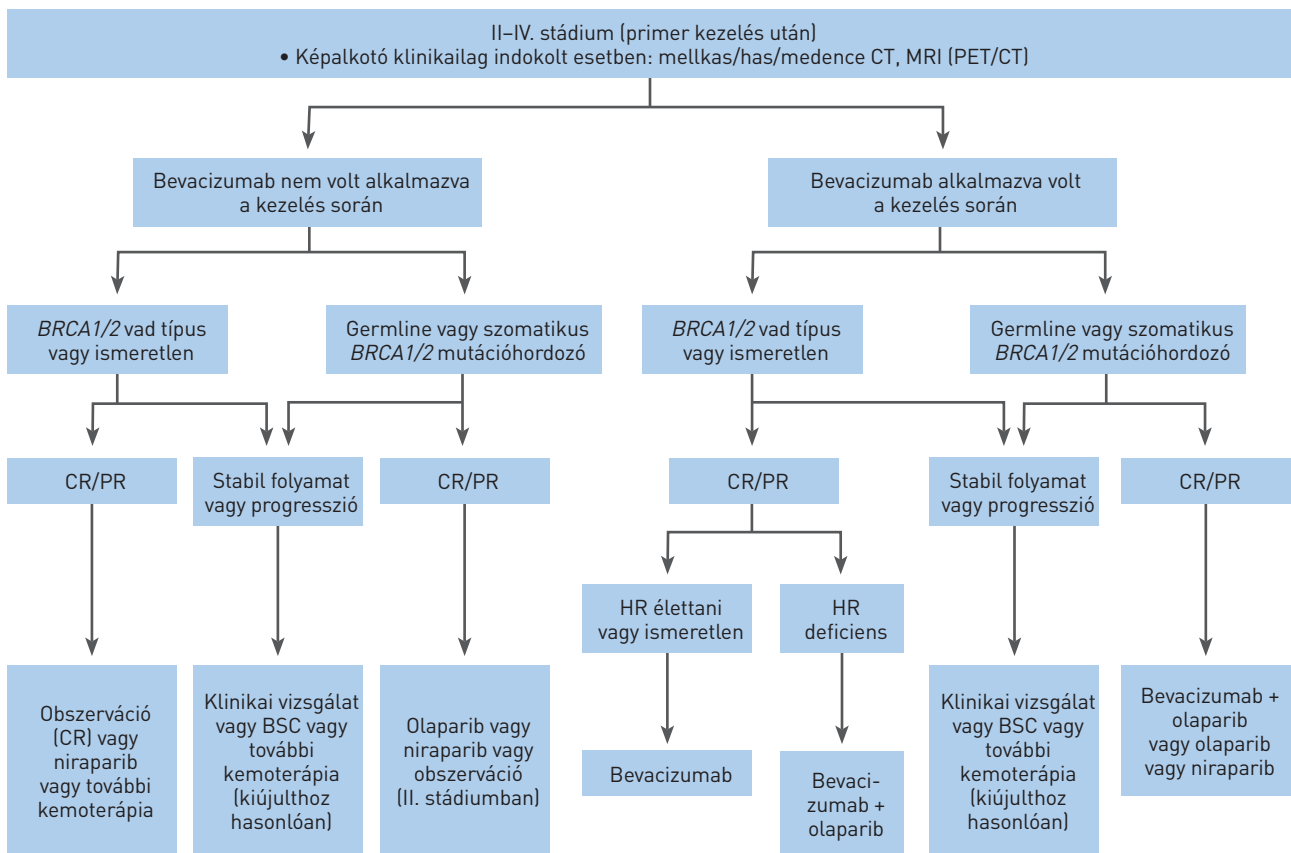 II–IV. stádium (primer kezelés után)
• Képalkotó klinikailag indokolt esetben: mellkas/has/medence CT, MRI (PET/CT)
Bevacizumab nem volt alkalmazva
a kezelés során
Bevacizumab alkalmazva volt
a kezelés során
BRCA1/2 vad típus
vagy ismeretlen
Germline vagy szomatikus
BRCA1/2 mutációhordozó
BRCA1/2 vad típus
vagy ismeretlen
Germline vagy szomatikus
BRCA1/2 mutációhordozó
CR/PR
Stabil folyamat
vagy progresszió
CR/PR
CR/PR
Stabil folyamat
vagy progresszió
CR/PR
HR élettani
vagy ismeretlen
HR
deficiens
Obszerváció
(CR) vagy
niraparib
vagy további
kemoterápia
Klinikai vizsgálat
vagy BSC vagy
további
kemoterápia
(kiújulthoz
hasonlóan)
Olaparib vagy
niraparib vagy
obszerváció
(II. stádiumban)
Bevacizumab
Bevaci-
zumab +
olaparib
Klinikai vizsgálat
vagy BSC vagy
további
kemoterápia
(kiújulthoz
hasonlóan)
Bevacizumab +
olaparib
vagy olaparib
vagy niraparib